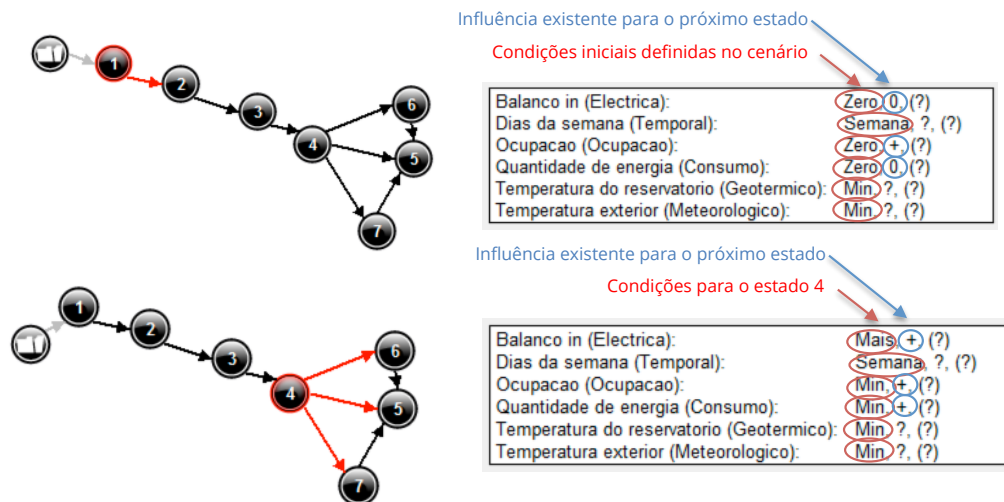 Influência existente para o próximo estado
Condições iniciais definidas no cenário
1
2
3
4
6
5
7
Balanco in (Electrica): Zero, 0, (?)
Dias da semana (Temporal): Semana, ?, (?)
Ocupacao (Ocupacao): Zero, +, (?)
Quantidade de energia (Consumo): Zero, 0, (?)
Temperatura do reservatorio (Geotermico): Min, ?, (?)
Temperatura exterior (Meteorologico): Min, ?, (?)
Influência existente para o próximo estado
Condições para o estado 4
1
2
3
4
6
5
7
Balanco in (Electrica): Mais, + (?)
Dias da semana (Temporal): Semana, ?, (?)
Ocupacao (Ocupacao): Min, +, (?)
Quantidade de energia (Consumo): Min, +, (?)
Temperatura do reservatorio (Geotermico): Min, ?, (?)
Temperatura exterior (Meteorologico): Min, ?, (?)